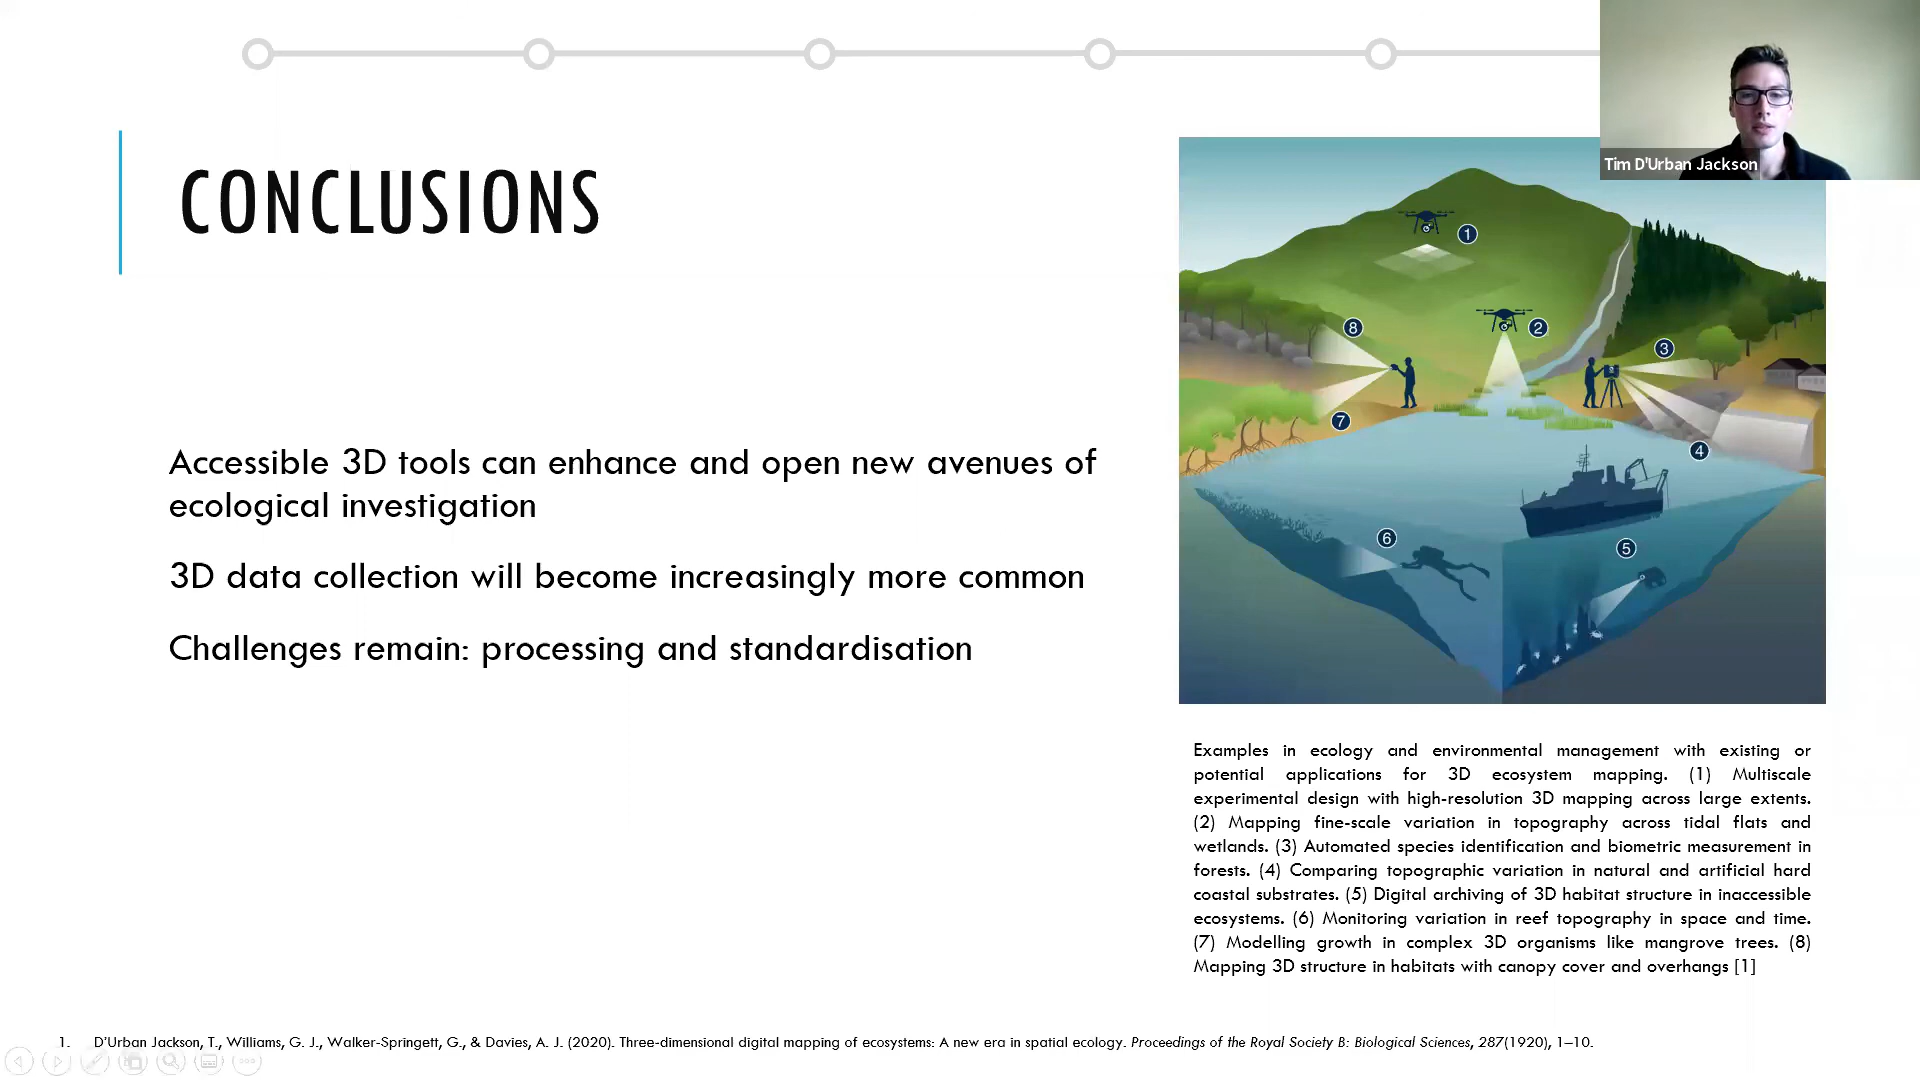 Tim D'Urban Jackson
CONCLUSIONS
Accessible 3D tools can enhance and open new avenues of
ecological investigation
3D data collection will become increasingly more common
Challenges remain: processing and standardisation
1
2
3
4
5
6
7
8
Examples in ecology and environmental management with existing or
potential applications for 3D ecosystem mapping. (1) Multiscale
experimental design with high-resolution 3D mapping across large extents.
(2) Mapping fine-scale variation in topography across tidal flats and
wetlands. (3) Automated species identification and biometric measurement in
forests. (4) Comparing topographic variation in natural and artificial hard
coastal substrates. (5) Digital archiving of 3D habitat structure in inaccessible
ecosystems. (6) Monitoring variation in reef topography in space and time.
(7) Modelling growth in complex 3D organisms like mangrove trees. (8)
Mapping 3D structure in habitats with canopy cover and overhangs [1]
1. D'Urban Jackson, T., Williams, G. J., Walker-Springett, G., & Davies, A. J. (2020). Three-dimensional digital mapping of ecosystems: A new era in spatial ecology. Proceedings of the Royal Society B: Biological Sciences, 287(1920), 1–10.